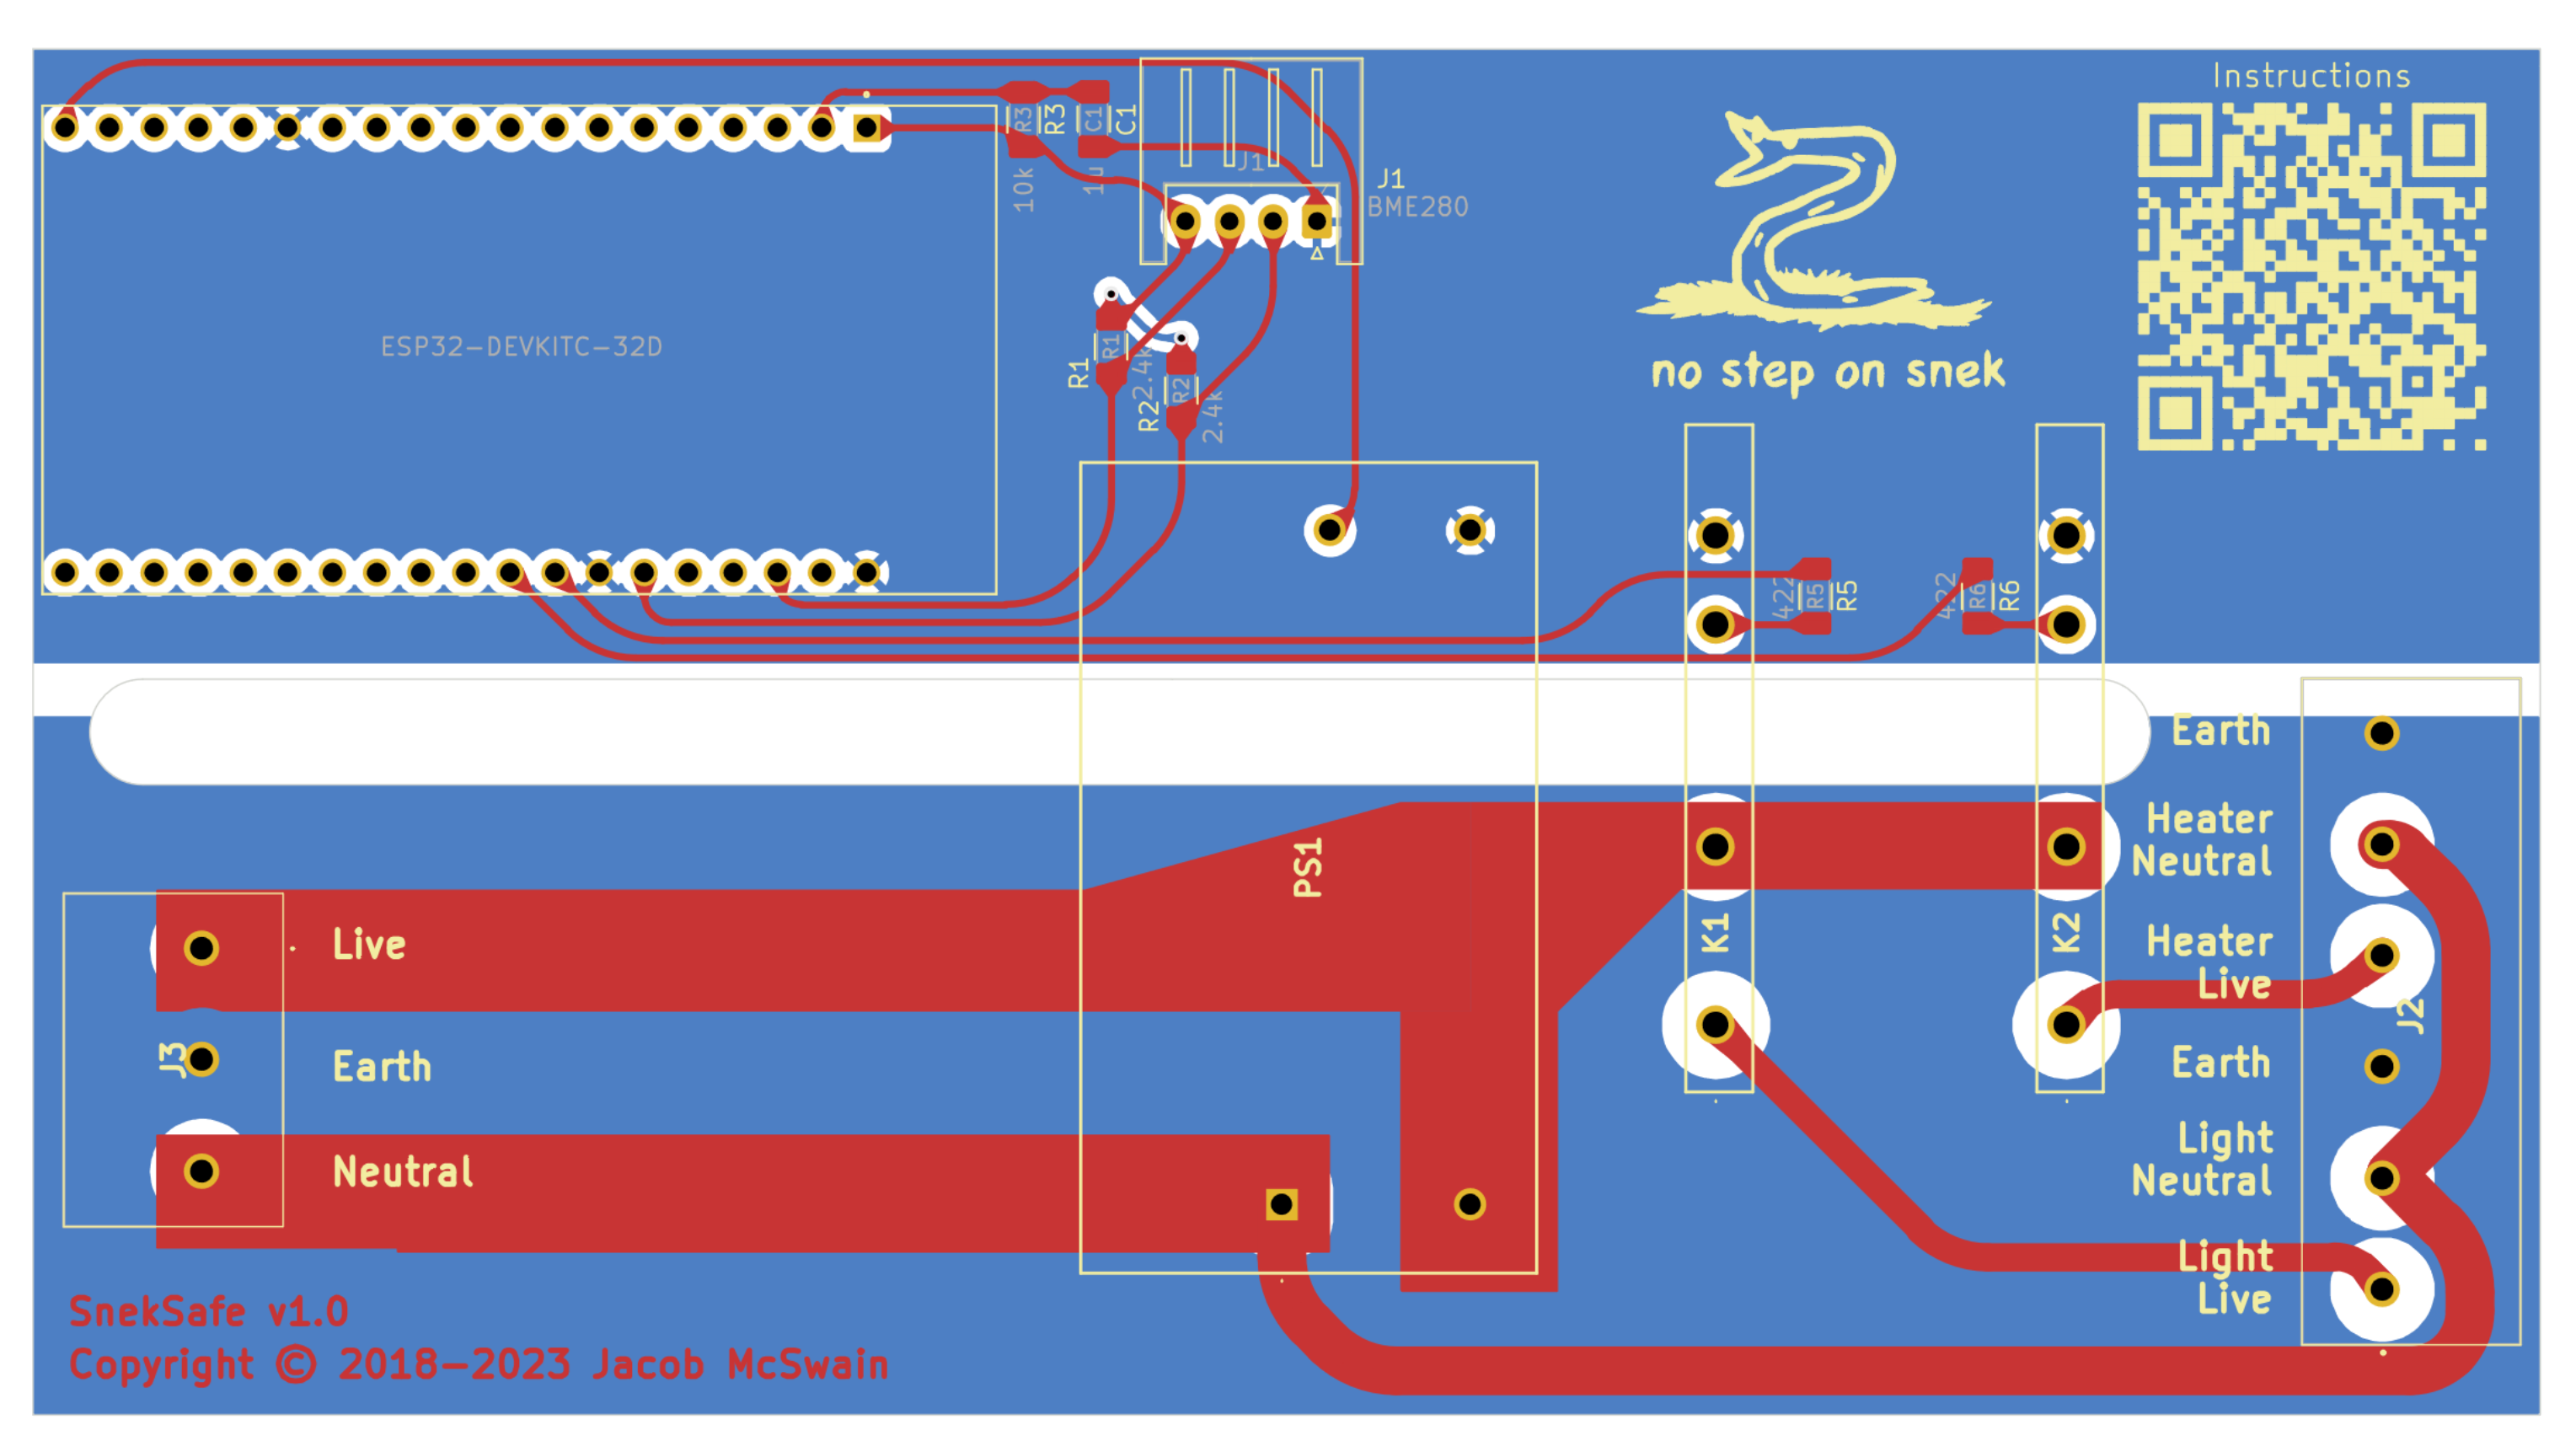 Instructions
R3
R3
10k
C1
C1
1u
J1
J1
BME280
ESP32-DEVKITC-32D
R1
R1
2.4k
R2
R2
2.4k
no step on snek
422
R5
R5
422
R6
R6
Earth
Heater
Neutral
Heater
Live
Earth
Light
Neutral
Light
Live
J2
K1
K2
PS1
Live
J3
Earth
Neutral
SnekSafe v1.0
Copyright © 2018-2023 Jacob McSwain